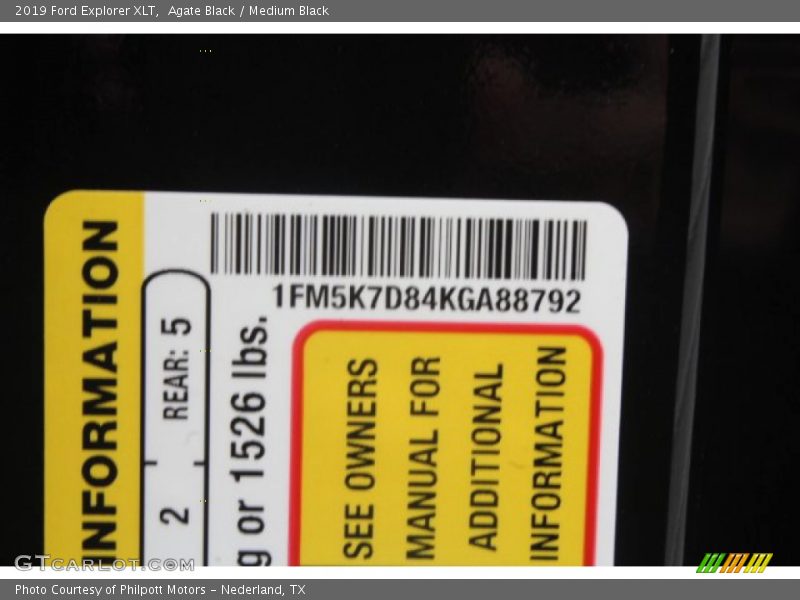 2019 Ford Explorer XLT,  Agate Black / Medium Black
1FM5K7D84KGA88792
INFORMATION
2 REAR: 5
g or 1526 lbs.
SEE OWNERS
MANUAL FOR
ADDITIONAL
INFORMATION
GTcarlot.com
Photo Courtesy of Philpott Motors - Nederland, TX